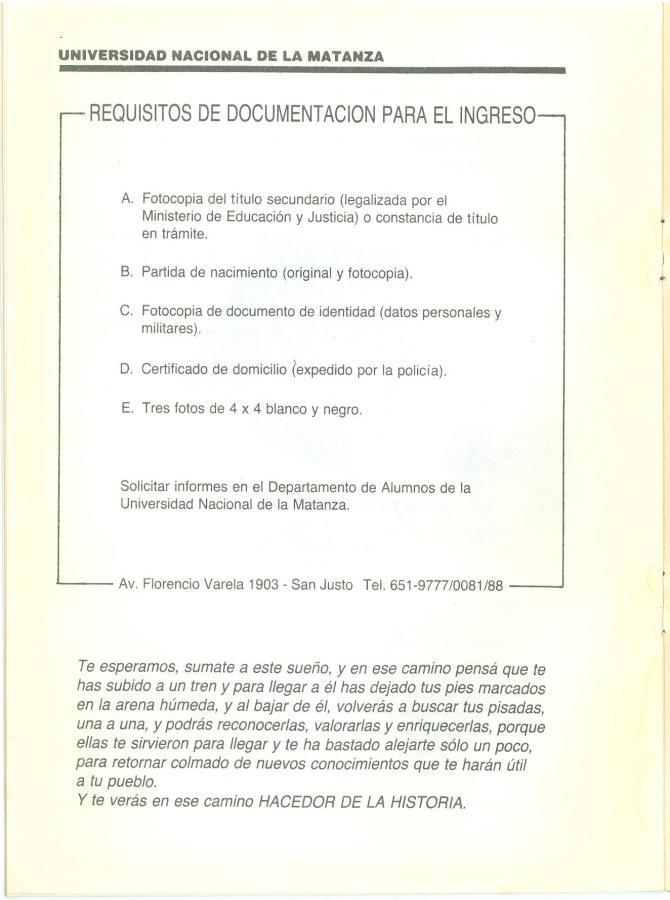 UNIVERSIDAD NACIONAL DE LA MATANZA
REQUISITOS DE DOCUMENTACION PARA EL INGRESO
A. Fotocopia del título secundario (legalizada por el
Ministerio de Educación y Justicia) o constancia de título
en trámite.
B. Partida de nacimiento (original y fotocopia).
C. Fotocopia de documento de identidad (datos personales y
militares).
D. Certificado de domicilio (expedido por la policía).
E. Tres fotos de 4 x 4 blanco y negro.
Solicitar informes en el Departamento de Alumnos de la
Universidad Nacional de la Matanza.
Av. Florencio Varela 1903 - San Justo Tel. 651-9777/0081/88
Te esperamos, sumate a este sueño, y en ese camino pensá que te
has subido a un tren y para llegar a él has dejado tus pies marcados
en la arena húmeda, y al bajar de él, volverás a buscar tus pisadas,
una a una, y podrás reconocerlas, valorarlas y enriquecerlas, porque
ellas te sirvieron para llegar y te ha bastado alejarte sólo un poco,
para retornar colmado de nuevos conocimientos que te harán útil
a tu pueblo.
Y te verás en ese camino HACEDOR DE LA HISTORIA.